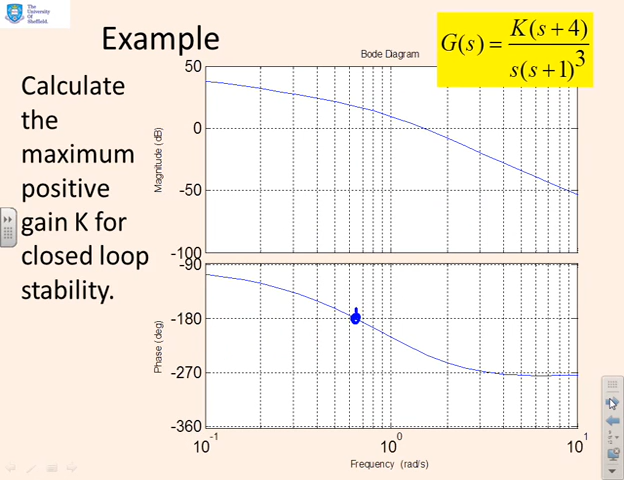 The
University
Of
Sheffield.
Example
G(s) = K(s + 4) / s(s + 1)^3
Calculate
the
maximum
positive
gain K for
closed loop
stability.
Bode Diagram
Magnitude (dB)
50
0
-50
-100
Phase (deg)
-90
-180
-270
-360
10^-1
10^0
10^1
Frequency (rad/s)